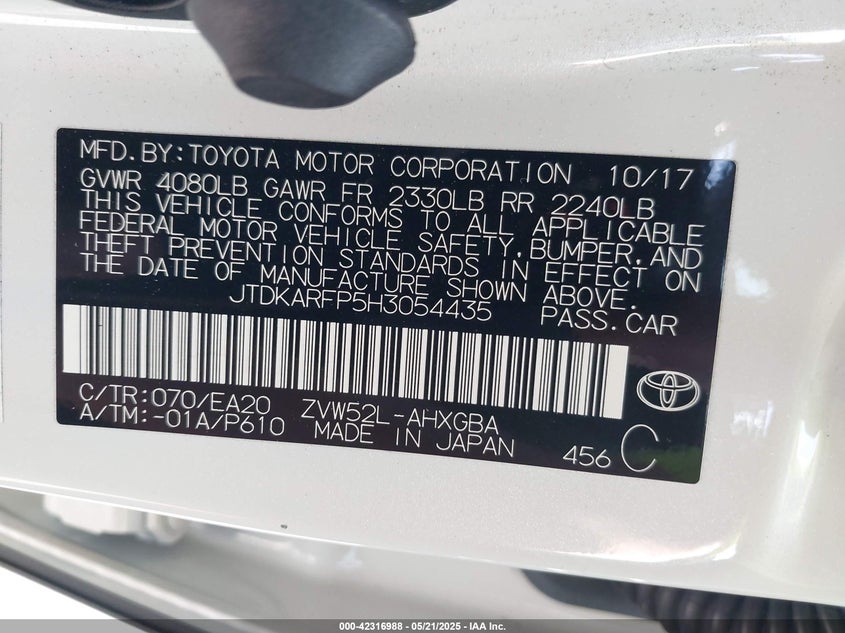 MFD.BY:TOYOTA MOTOR CORPORATION 10/17
GVWR 4080LB GAWR FR 2330LB RR 2240LB
THIS VEHICLE CONFORMS TO ALL APPLICABLE
FEDERAL MOTOR VEHICLE SAFETY,BUMPER,AND
THEFT PREVENTION STANDARDS IN EFFECT ON
THE DATE OF MANUFACTURE SHOWN ABOVE.
JTDKARFP5H3054435 PASS.CAR
C/TR:070/EA20 ZVW52L-AHXGBA
A/TM:-01A/P610 MADE IN JAPAN 456 C
000-42316988 - 05/21/2025 - IAA Inc.